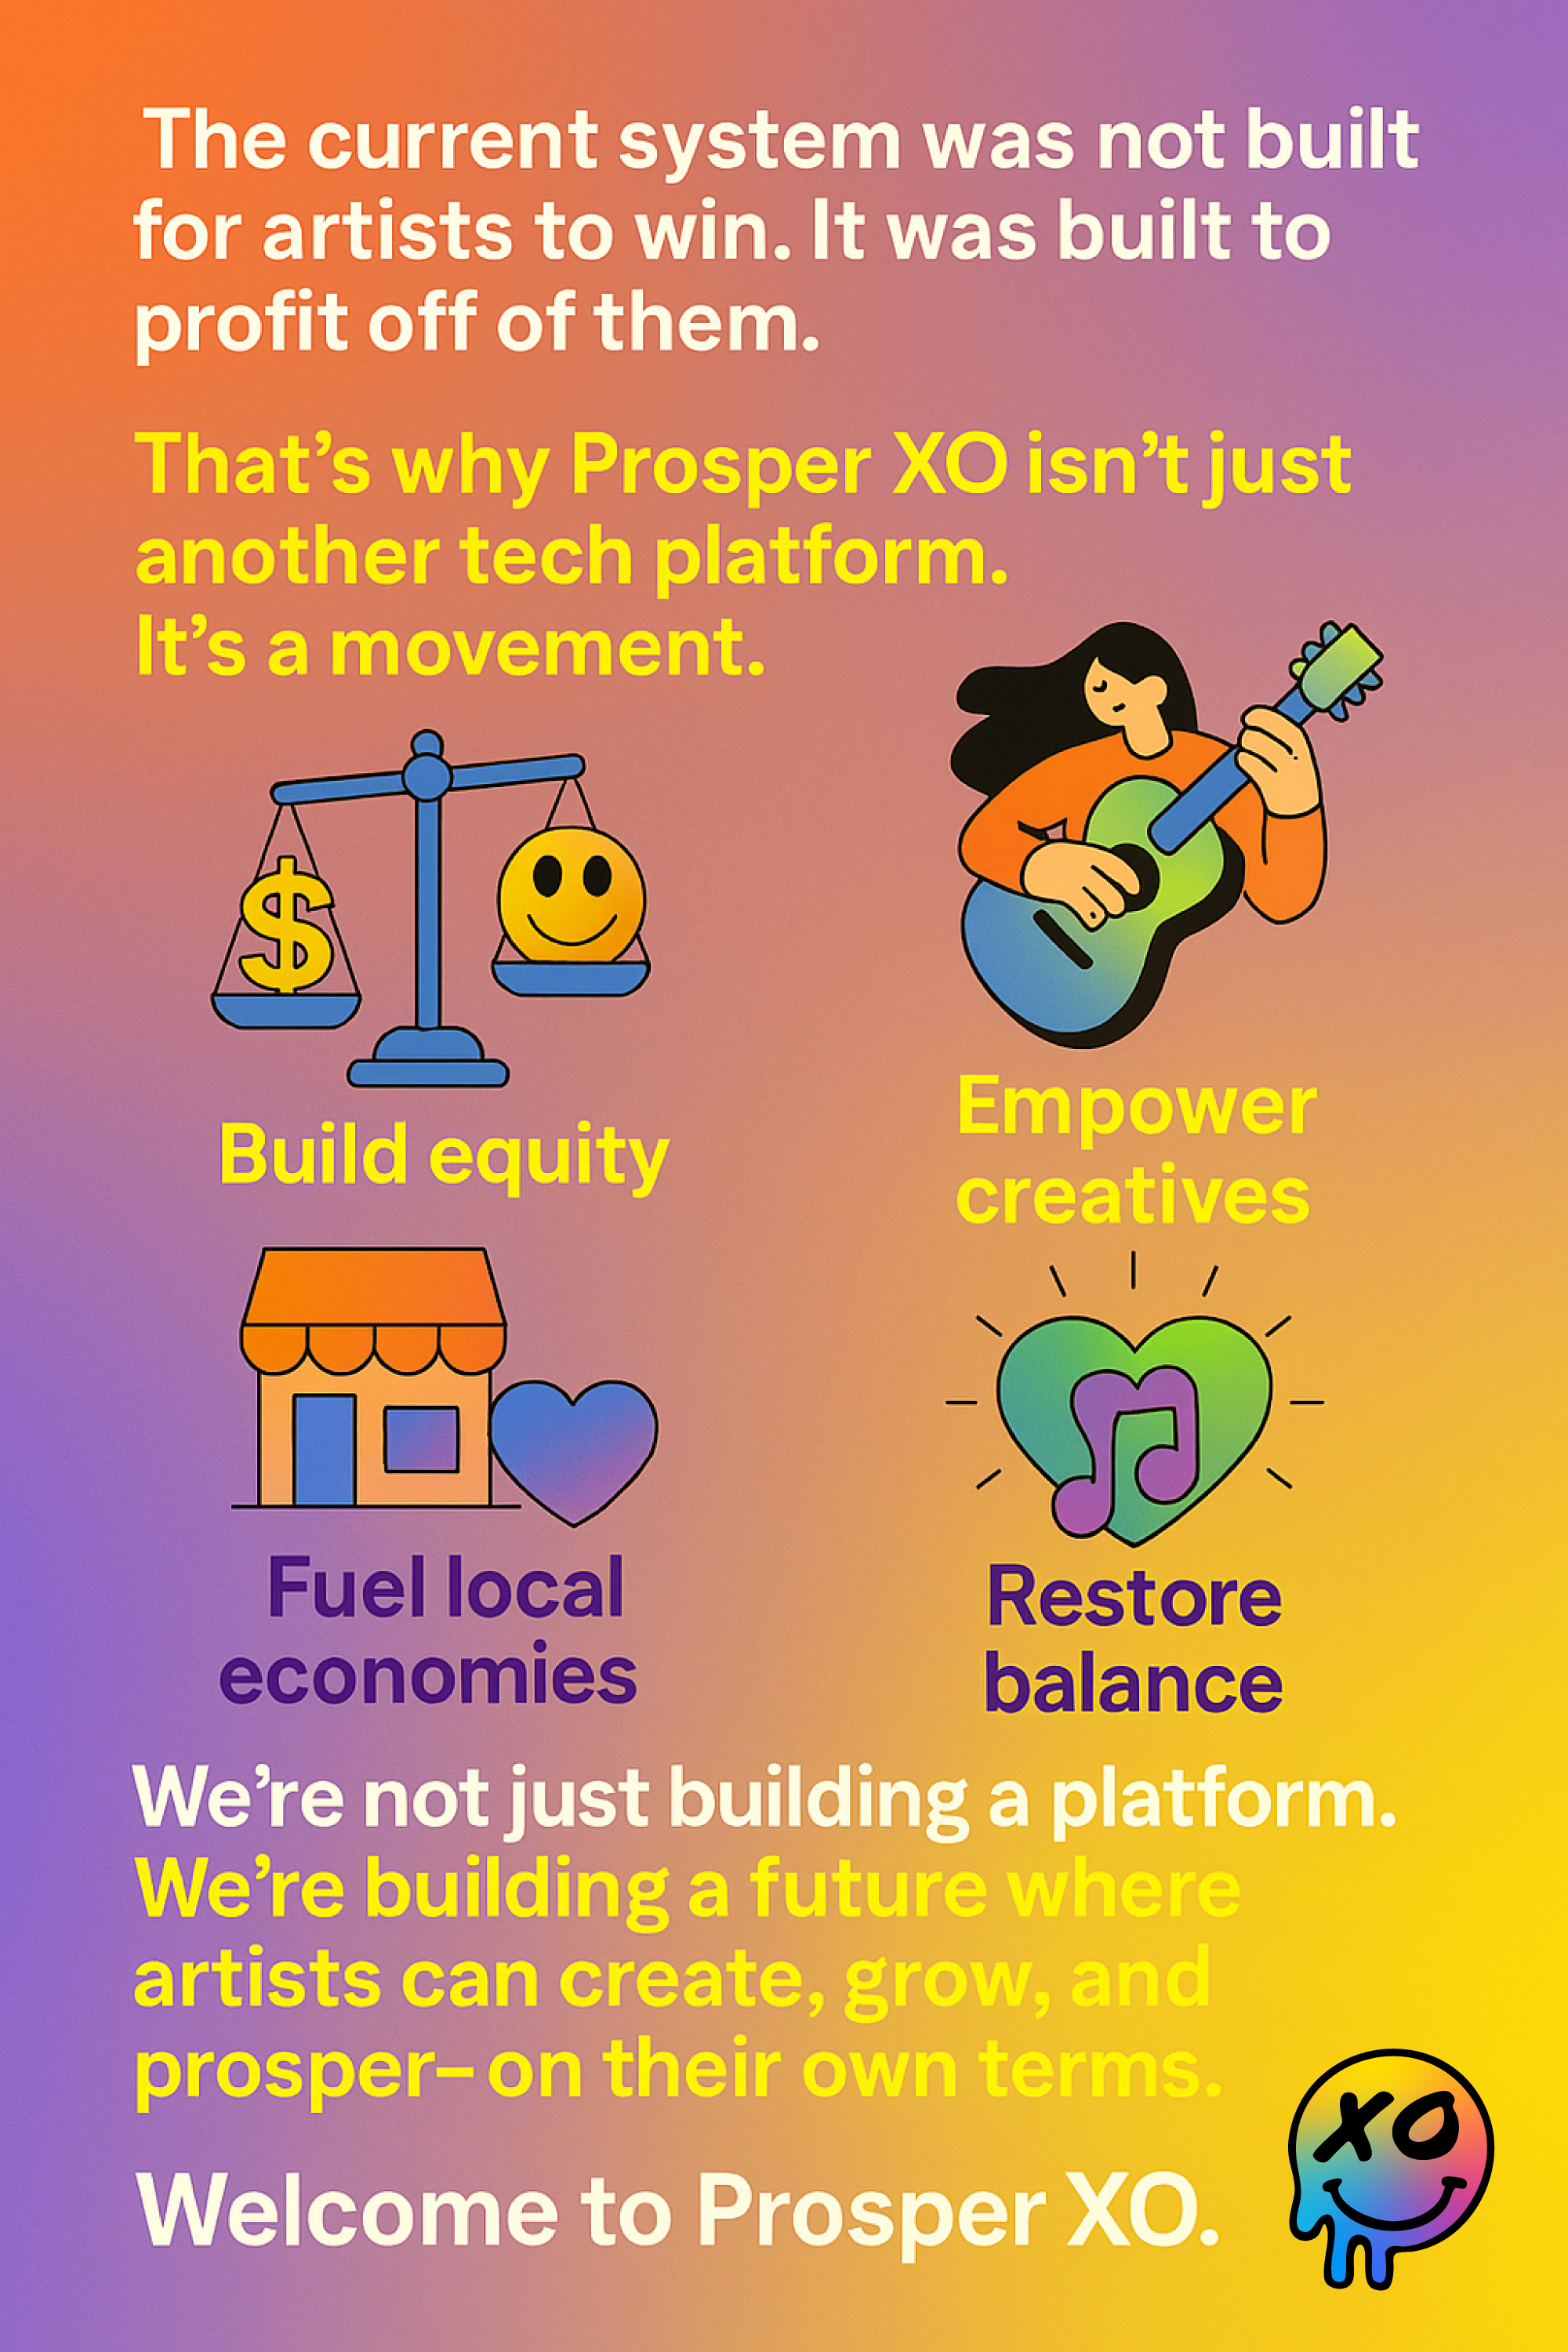 The current system was not built
for artists to win. It was built to
profit off of them.
That’s why Prosper XO isn’t just
another tech platform.
It’s a movement.
$
Build equity
Empower
creatives
Fuel local
economies
Restore
balance
We’re not just building a platform.
We’re building a future where
artists can create, grow, and
prosper–on their own terms.
Welcome to Prosper XO.
XO